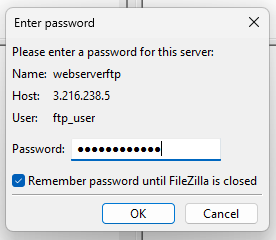 Enter password
Please enter a password for this server:
Name: webserverftp
Host: 3.216.238.5
User: ftp_user
Password: ●●●●●●●●●●●●
Remember password until FileZilla is closed
OK Cancel